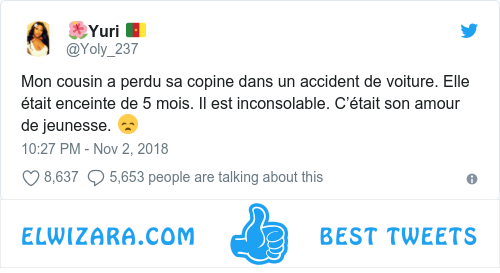 Yuri
@Yoly_237
Mon cousin a perdu sa copine dans un accident de voiture. Elle
était enceinte de 5 mois. Il est inconsolable. C’était son amour
de jeunesse. 😞
10:27 PM - Nov 2, 2018
8,637 5,653 people are talking about this
ELWIZARA.COM BEST TWEETS